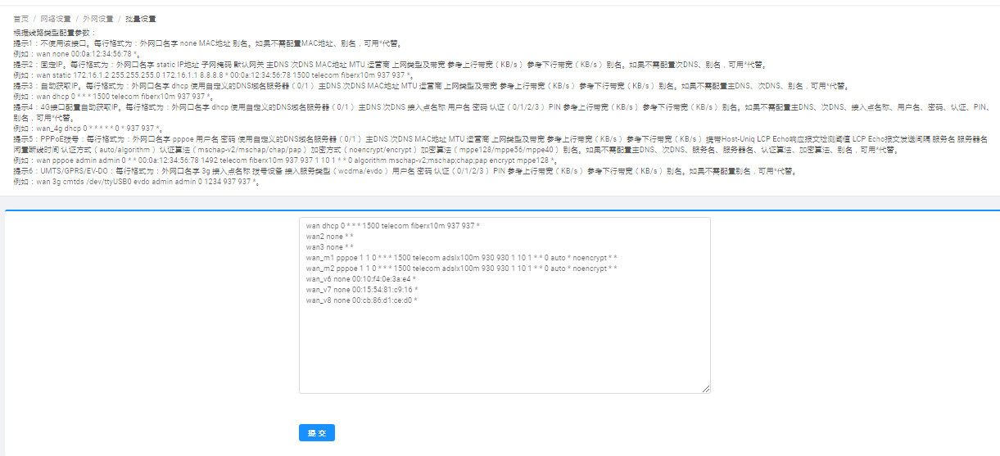 首页 / 网络设置 / 外网设置 / 批量设置
根据线路类型配置参数：
提示1：不使用该接口。每行格式为：外网口名字 none MAC地址 别名。如果不需配置MAC地址、别名，可用*代替。
例如：wan none 00:0a:12:34:56:78 *。
提示2：固定IP。每行格式为：外网口名字 static IP地址 子网掩码 默认网关 主DNS 次DNS MAC地址 MTU 运营商 上网类型及带宽 参考上行带宽（KB/s） 参考下行带宽（KB/s） 别名。如果不需配置次DNS、别名，可用*代替。
例如：wan static 172.16.1.2 255.255.255.0 172.16.1.1 8.8.8.8 * 00:0a:12:34:56:78 1500 telecom fiberx10m 937 937 *。
提示3：自动获取IP。每行格式为：外网口名字 dhcp 使用自定义的DNS域名服务器（0/1） 主DNS 次DNS MAC地址 MTU 运营商 上网类型及带宽 参考上行带宽（KB/s） 参考下行带宽（KB/s） 别名。如果不需配置主DNS、次DNS、别名，可用*代替。
例如：wan dhcp 0 * * * 1500 telecom fiberx10m 937 937 *。
提示4：4G接口配置自动获取IP。每行格式为：外网口名字 dhcp 使用自定义的DNS域名服务器（0/1） 主DNS 次DNS 接入点名称 用户名 密码 认证（0/1/2/3） PIN 参考上行带宽（KB/s） 参考下行带宽（KB/s） 别名。如果不需配置主DNS、次DNS、接入点名称、用户名、密码、认证、PIN、
别名，可用*代替。
例如：wan_4g dhcp 0 * * * * * 0 * 937 937 *。
提示5：PPPoE拨号：每行格式为：外网口名字 pppoe 用户名 密码 使用自定义的DNS域名服务器（0/1） 主DNS 次DNS MAC地址 MTU 运营商 上网类型及带宽 参考上行带宽（KB/s） 参考下行带宽（KB/s） 携带Host-Uniq LCP Echo响应报文检测阈值 LCP Echo报文发送间隔 服务名 服务器名
闲置断线时间 认证方式（auto/algorithm） 认证算法（mschap-v2/mschap/chap/pap） 加密方式（noencrypt/encrypt） 加密算法（mppe128/mppe56/mppe40） 别名。如果不需配置主DNS、次DNS、服务名、服务器名、认证算法、加密算法、别名，可用*代替。
例如：wan pppoe admin admin 0 * * 00:0a:12:34:56:78 1492 telecom fiberx10m 937 937 1 10 1 * * 0 algorithm mschap-v2;mschap;chap;pap encrypt mppe128 *。
提示6：UMTS/GPRS/EV-DO：每行格式为：外网口名字 3g 接入点名称 拨号设备 接入服务类型（wcdma/evdo） 用户名 密码 认证（0/1/2/3） PIN 参考上行带宽（KB/s） 参考下行带宽（KB/s） 别名。如果不需配置别名，可用*代替。
例如：wan 3g cmtds /dev/ttyUSB0 evdo admin admin 0 1234 937 937 *。
wan dhcp 0 * * * 1500 telecom fiberx10m 937 937 *
wan2 none * *
wan3 none * *
wan_m1 pppoe 1 1 0 * * * 1500 telecom adslx100m 930 930 1 10 1 * * 0 auto * noencrypt * *
wan_m2 pppoe 1 1 0 * * * 1500 telecom adslx100m 930 930 1 10 1 * * 0 auto * noencrypt * *
wan_v6 none 00:10:f4:0e:3a:e4 *
wan_v7 none 00:15:54:81:c9:16 *
wan_v8 none 00:cb:86:d1:ce:d0 *
提 交